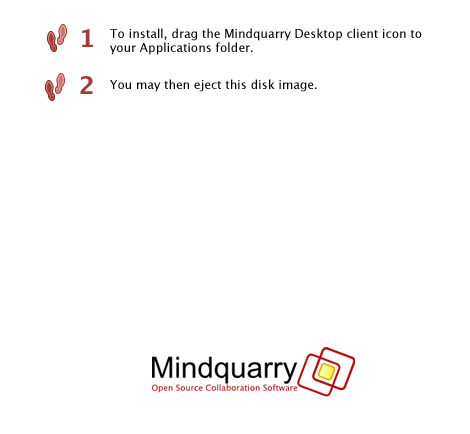 1 To install, drag the Mindquarry Desktop client icon to
your Applications folder.
2 You may then eject this disk image.
Mindquarry
Open Source Collaboration Software